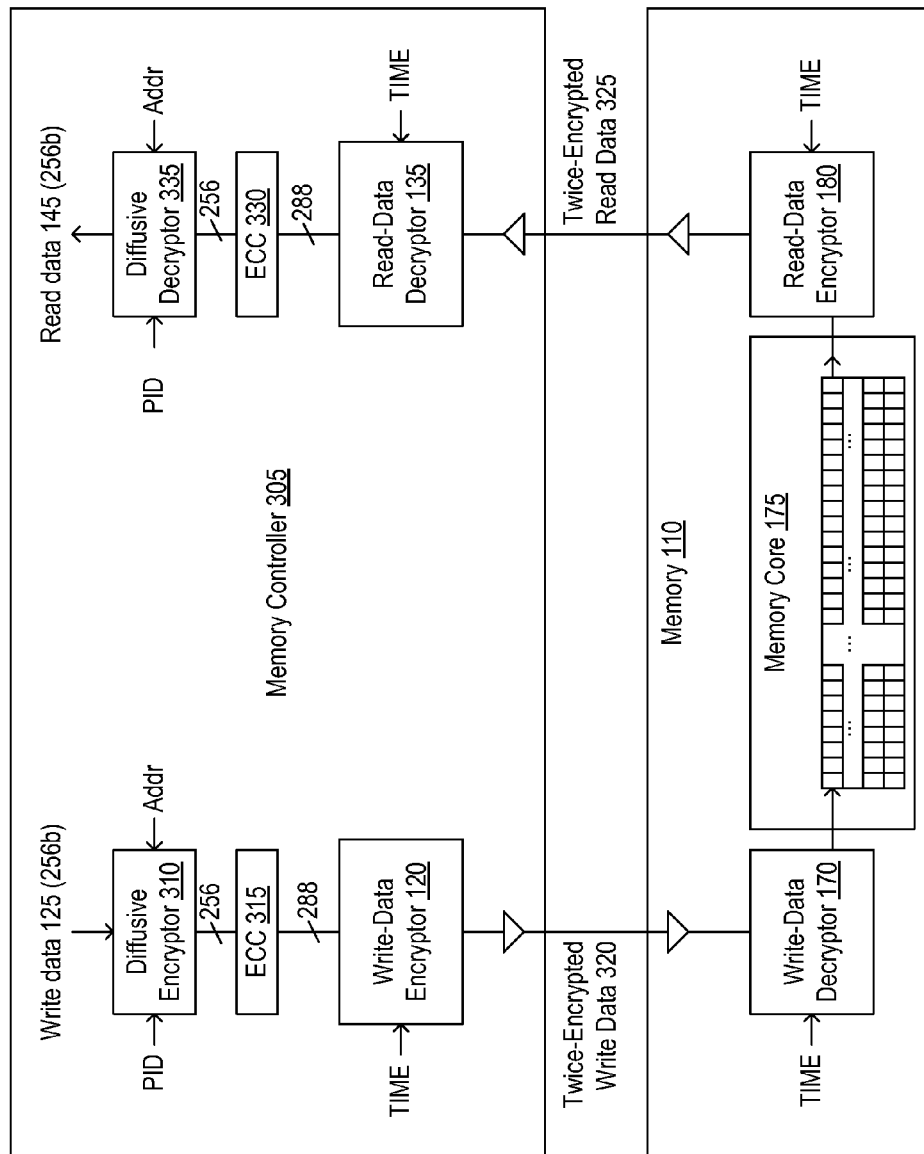 Write data 125 (256b)
Read data 145 (256b)
PID
Diffusive
Encryptor 310
Addr
PID
Diffusive
Decryptor 335
Addr
256
256
ECC 315
ECC 330
288
288
Memory Controller 305
TIME
Write-Data
Encryptor 120
Read-Data
Decryptor 135
TIME
Twice-Encrypted
Write Data 320
Twice-Encrypted
Read Data 325
Memory 110
TIME
Write-Data
Decryptor 170
Memory Core 175
...
...
...
...
...
Read-Data
Encryptor 180
TIME